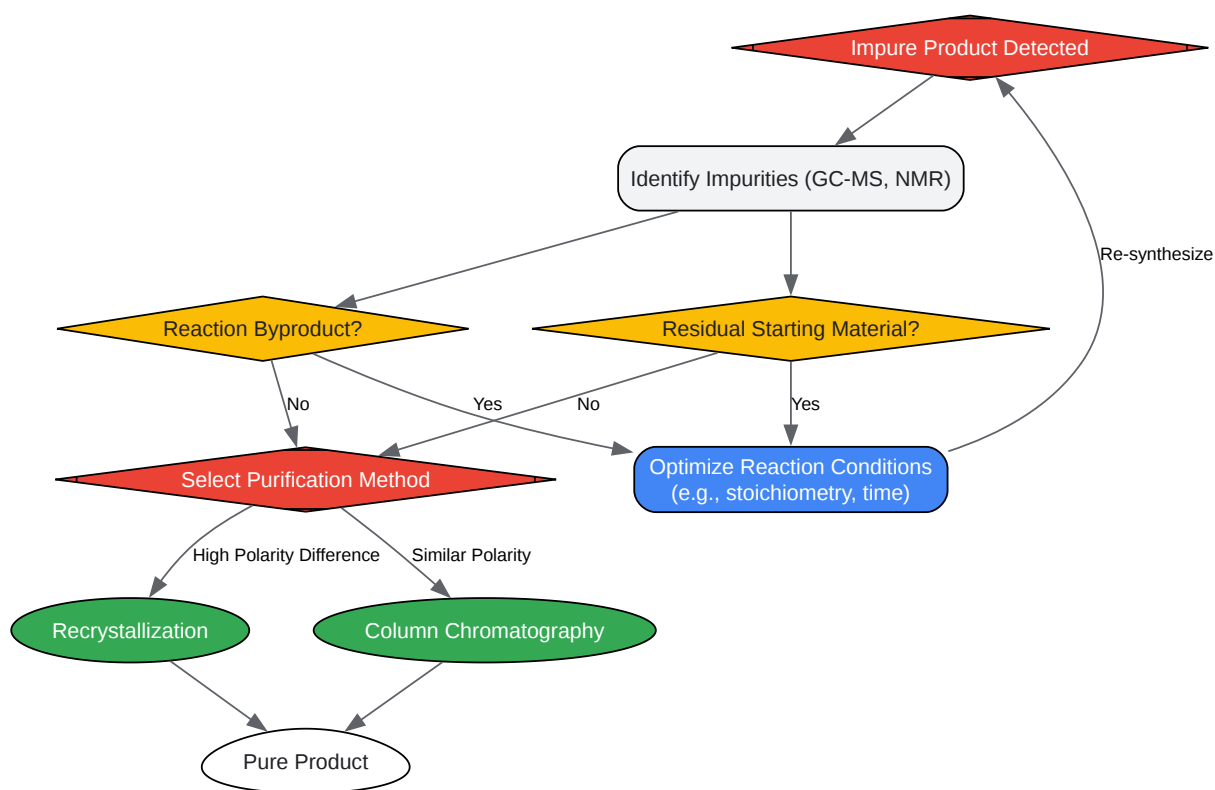 Impure Product Detected
Identify Impurities (GC-MS, NMR)
Re-synthesize
Reaction Byproduct?
Residual Starting Material?
No
Yes
No
Yes
Select Purification Method
Optimize Reaction Conditions
(e.g., stoichiometry, time)
High Polarity Difference
Similar Polarity
Recrystallization
Column Chromatography
Pure Product